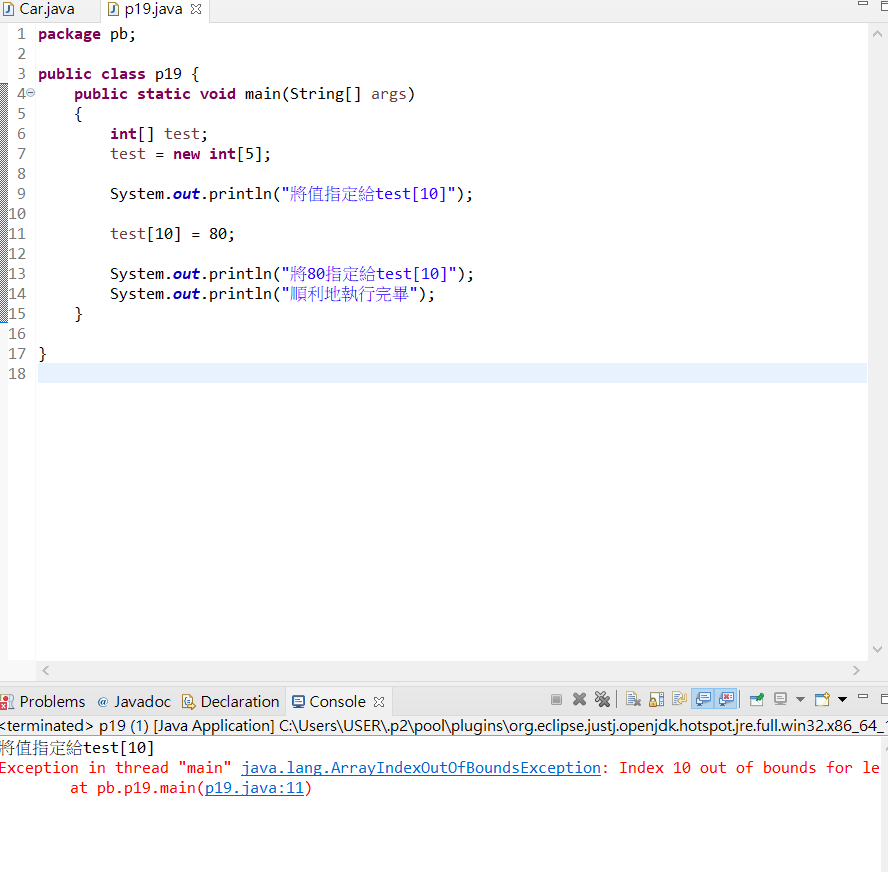 Car.java p19.java
1 package pb;
2
3 public class p19 {
4 public static void main(String[] args)
5 {
6 int[] test;
7 test = new int[5];
8
9 System.out.println("將值指定給test[10]");
10
11 test[10] = 80;
12
13 System.out.println("將80指定給test[10]");
14 System.out.println("順利地執行完畢");
15 }
16
17 }
18
Problems @ Javadoc Declaration Console
<terminated> p19 (1) [Java Application] C:\Users\USER\.p2\pool\plugins\org.eclipse.justj.openjdk.hotspot.jre.full.win32.x86_64_1
將值指定給test[10]
Exception in thread "main" java.lang.ArrayIndexOutOfBoundsException: Index 10 out of bounds for le
at pb.p19.main(p19.java:11)